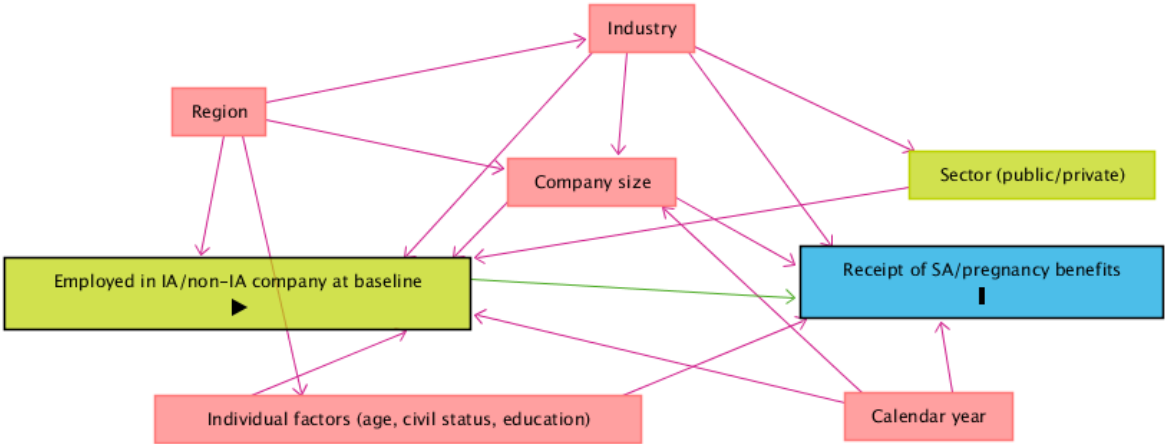 Industry
Region
Company size
Sector (public/private)
Employed in IA/non-IA company at baseline
Receipt of SA/pregnancy benefits
Individual factors (age, civil status, education)
Calendar year